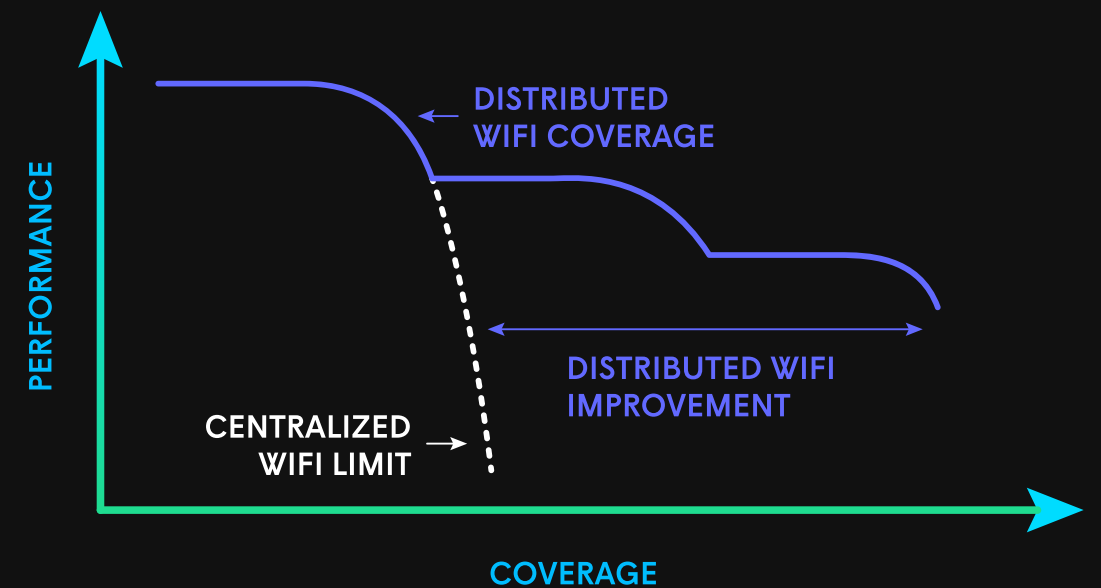 DISTRIBUTED
WIFI COVERAGE
PERFORMANCE
DISTRIBUTED WIFI
IMPROVEMENT
CENTRALIZED
WIFI LIMIT
COVERAGE